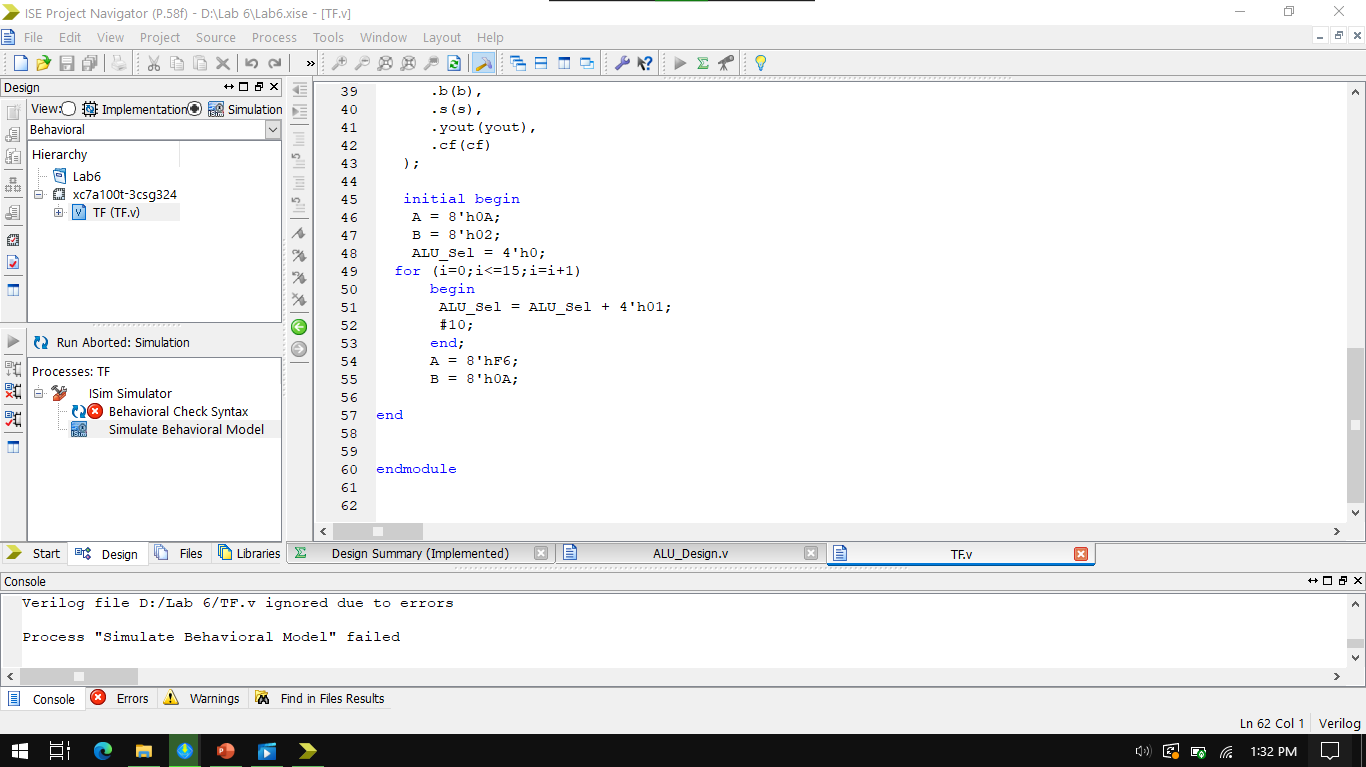 ISE Project Navigator (P.58f) - D:\Lab 6\Lab6.xise - [TF.v]
File Edit View Project Source Process Tools Window Layout Help
Design
View: Implementation Simulation
Behavioral
Hierarchy
Lab6
xc7a100t-3csg324
TF (TF.v)
Run Aborted: Simulation
Processes: TF
ISim Simulator
Behavioral Check Syntax
Simulate Behavioral Model
39 .b(b),
40 .s(s),
41 .yout(yout),
42 .cf(cf)
43 );
44
45 initial begin
46 A = 8'h0A;
47 B = 8'h02;
48 ALU_Sel = 4'h0;
49 for (i=0;i<=15;i=i+1)
50 begin
51 ALU_Sel = ALU_Sel + 4'h01;
52 #10;
53 end;
54 A = 8'hF6;
55 B = 8'h0A;
56
57 end
58
59
60 endmodule
61
62
Start Design Files Libraries
Design Summary (Implemented) ALU_Design.v TF.v
Console
Verilog file D:/Lab 6/TF.v ignored due to errors
Process "Simulate Behavioral Model" failed
Console Errors Warnings Find in Files Results
Ln 62 Col 1 Verilog
1:32 PM